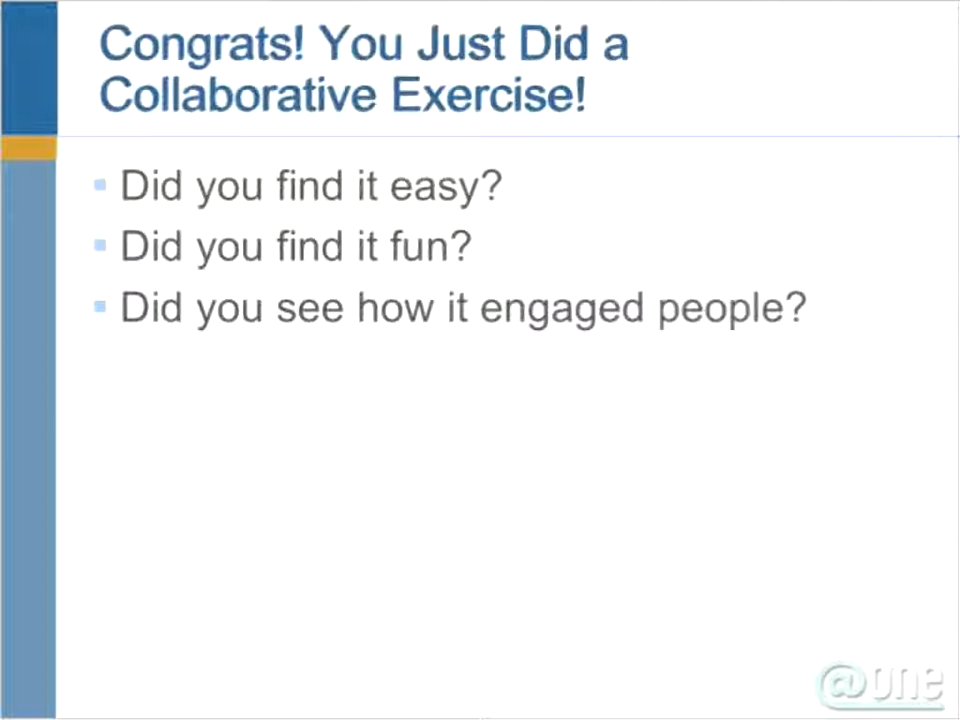 Congrats! You Just Did a
Collaborative Exercise!
Did you find it easy?
Did you find it fun?
Did you see how it engaged people?
@one